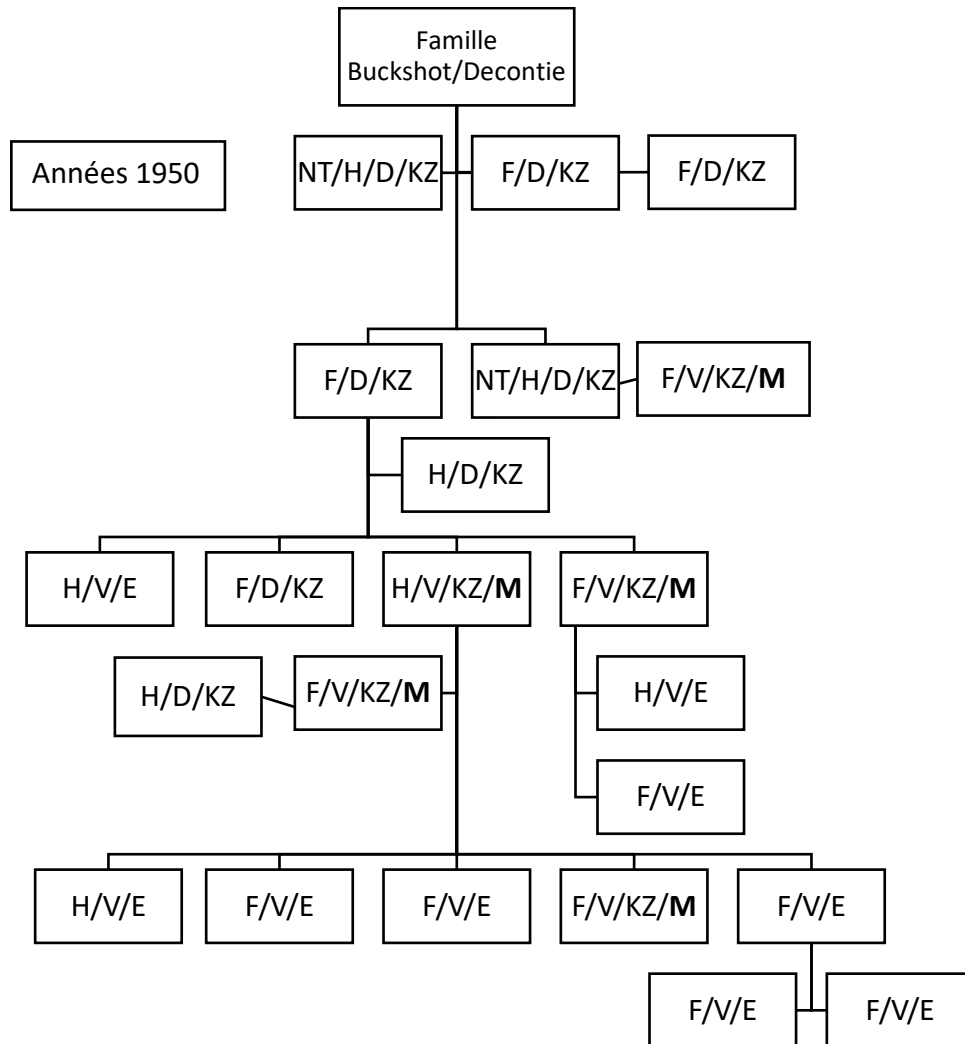 Famille
Buckshot/Decontie
Années 1950
NT/H/D/KZ
F/D/KZ
F/D/KZ
F/D/KZ
NT/H/D/KZ
F/V/KZ/M
H/D/KZ
H/V/E
F/D/KZ
H/V/KZ/M
F/V/KZ/M
H/D/KZ
F/V/KZ/M
H/V/E
F/V/E
H/V/E
F/V/E
F/V/E
F/V/KZ/M
F/V/E
F/V/E
F/V/E